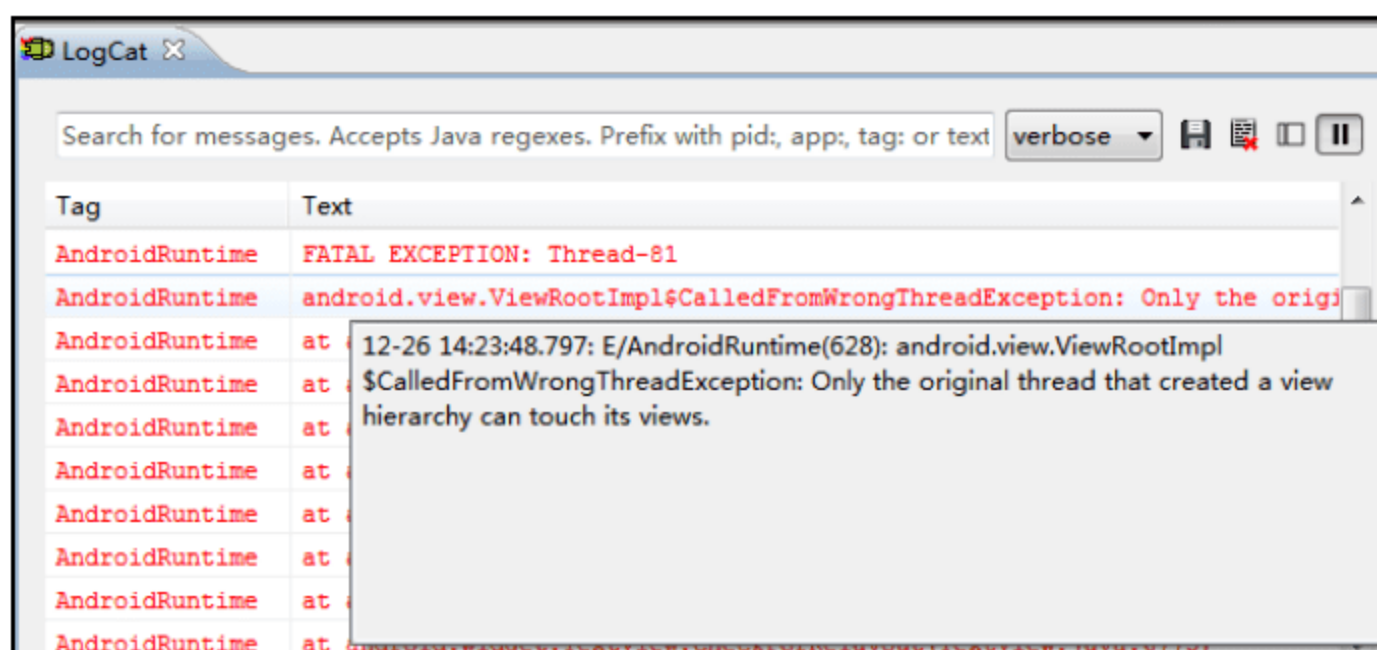 LogCat
Search for messages. Accepts Java regexes. Prefix with pid:, app:, tag: or text
verbose
Tag Text
AndroidRuntime FATAL EXCEPTION: Thread-81
AndroidRuntime android.view.ViewRootImpl$CalledFromWrongThreadException: Only the origi
AndroidRuntime at
12-26 14:23:48.797: E/AndroidRuntime(628): android.view.ViewRootImpl
$CalledFromWrongThreadException: Only the original thread that created a view
hierarchy can touch its views.
AndroidRuntime at
AndroidRuntime at
AndroidRuntime at
AndroidRuntime at
AndroidRuntime at
AndroidRuntime at
AndroidRuntime at